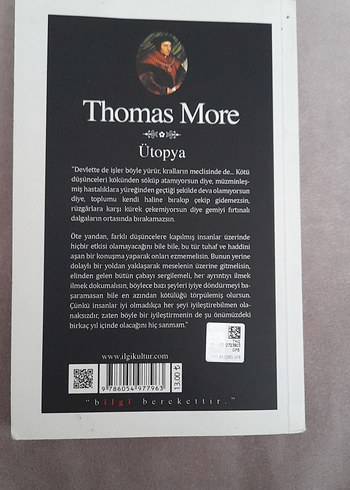 Thomas More
Ütopya
"Devlette de işler böyle yürür, kralların meclisinde de... Kötü
düşünceleri kökünden söküp atamıyorsun diye, müzminleş-
miş hastalıklara yüreğinden geçtiği şekilde deva olamıyorsun
diye, toplumu kendi haline bırakıp çekip gidemezsin,
rüzgârlara karşı kürek çekemiyorsun diye gemiyi fırtınalı
dalgaların ortasında bırakamazsın.
Öte yandan, farklı düşüncelere kapılmış insanlar üzerinde
hiçbir etkisi olamayacağını bile bile, bu tür tuhaf ve haddini
aşan bir konuşma yaparak onları ezmemelisin. Bunun yerine
dolaylı bir yoldan yaklaşarak meselenin üzerine gitmelisin,
elinden gelen bütün çabayı sergilemeli, her ayrıntıyı ilmek
ilmek dokumalısın, böylece bazı şeyleri iyiye döndürmeyi ba-
şaramasan bile en azından kötülüğü törpülemiş olursun.
Çünkü insanlar iyi olmadıkça her şeyi iyileştirebilmen ola-
naksızdır, zaten böyle bir iyileştirmenin de şu önümüzdeki
birkaç yıl içinde olacağını hiç sanmam."
www.ilgikultur.com
9 786054 977963
13.00 ₺
"bilgi berekettir."